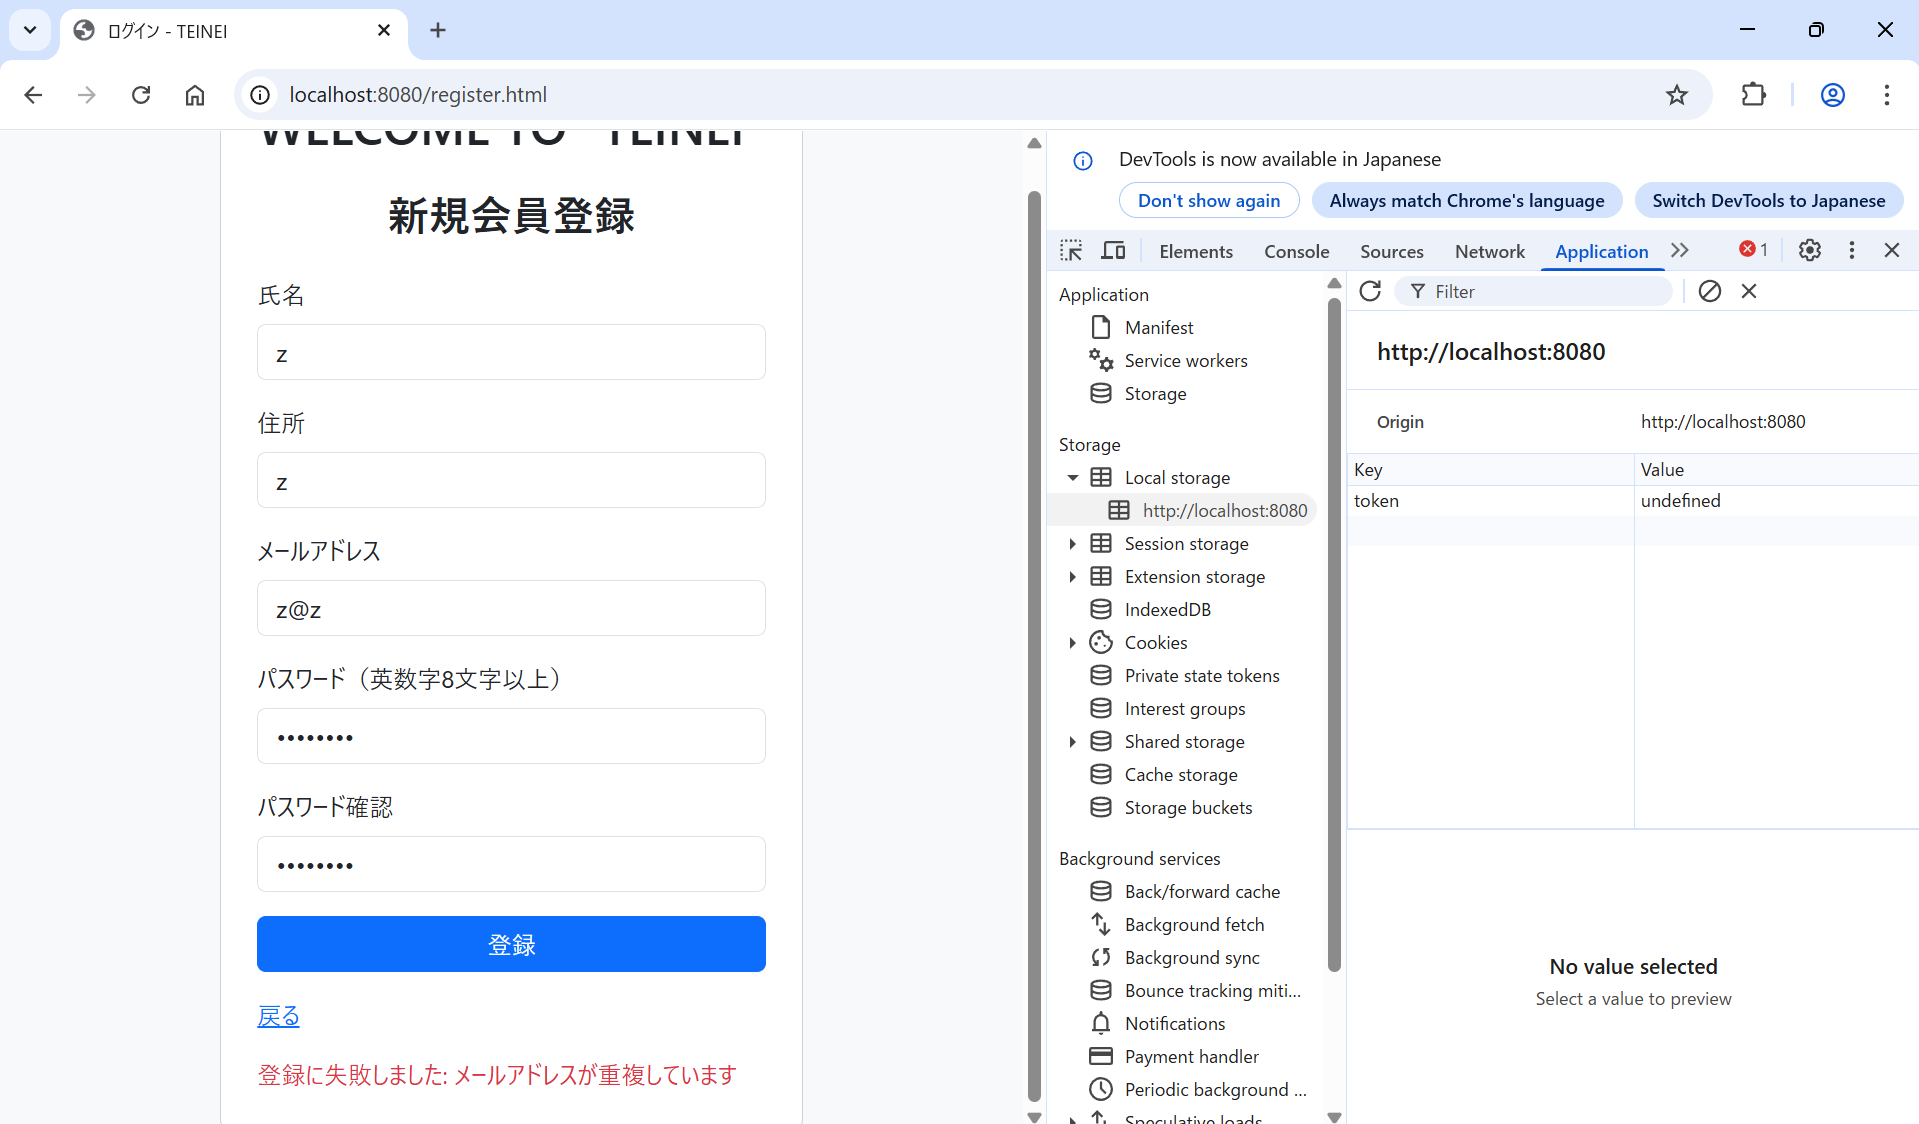 ログイン - TEINEI
localhost:8080/register.html
WELCOME TO "TEINEI"
新規会員登録
氏名
z
住所
z
メールアドレス
z@z
パスワード（英数字8文字以上）
••••••••
パスワード確認
••••••••
登録
戻る
登録に失敗しました: メールアドレスが重複しています
DevTools is now available in Japanese
Don't show again
Always match Chrome's language
Switch DevTools to Japanese
Elements
Console
Sources
Network
Application
1
Application
Manifest
Service workers
Storage
Storage
Local storage
http://localhost:8080
Session storage
Extension storage
IndexedDB
Cookies
Private state tokens
Interest groups
Shared storage
Cache storage
Storage buckets
Background services
Back/forward cache
Background fetch
Background sync
Bounce tracking miti...
Notifications
Payment handler
Periodic background ...
Speculative loads
Filter
http://localhost:8080
Origin http://localhost:8080
Key Value
token undefined
No value selected
Select a value to preview